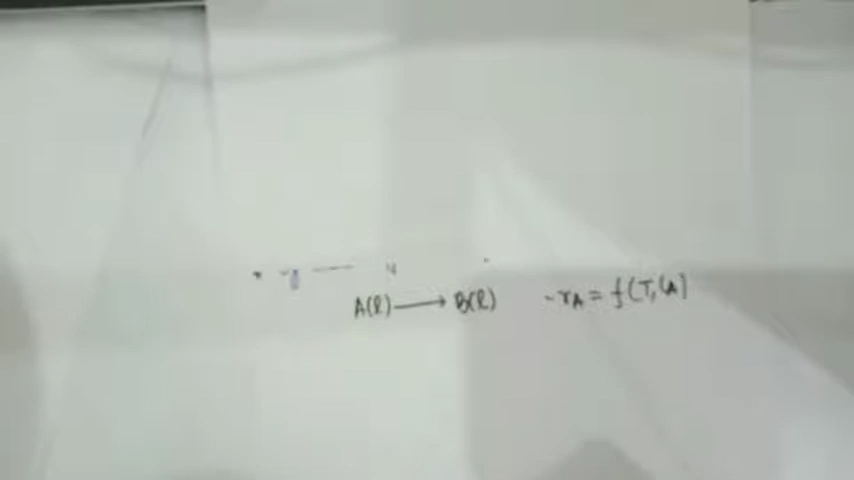 A(l) ⟶ B(l) -rA = f(T, CA)